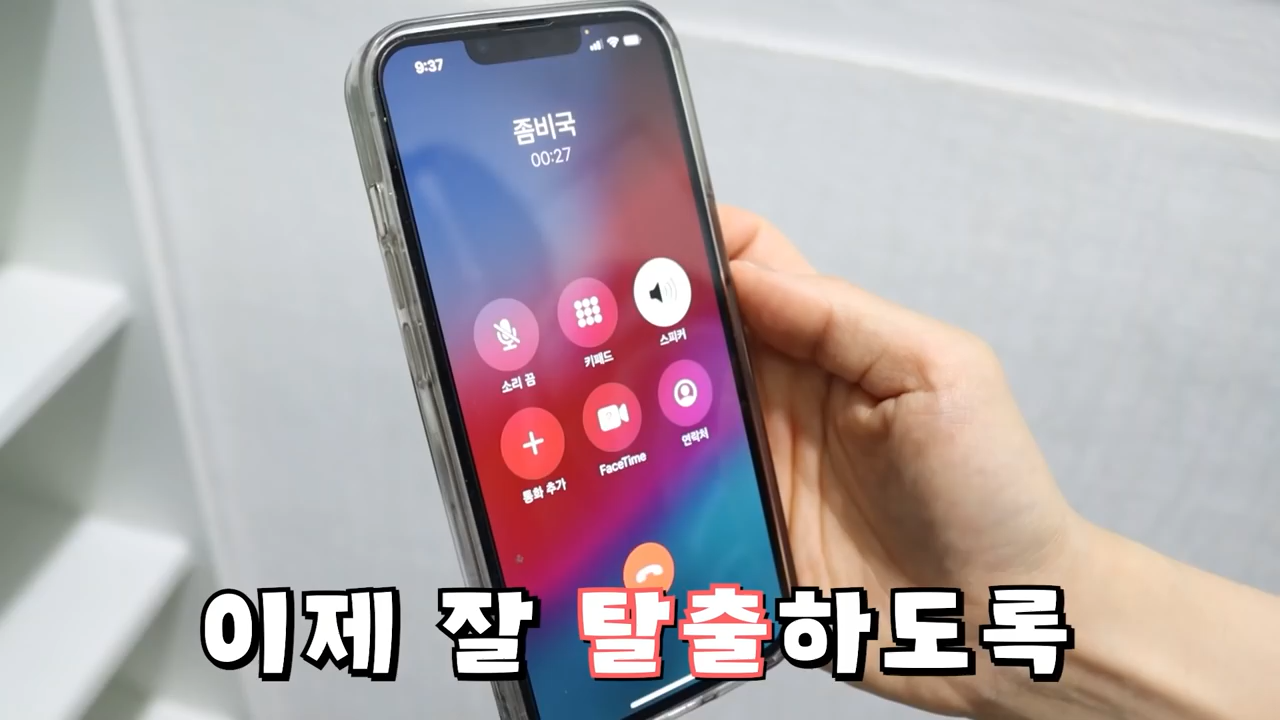 9:37
좀비국
00:27
소리 끔
키패드
스피커
통화 추가
FaceTime
연락처
이제 잘 탈출하도록